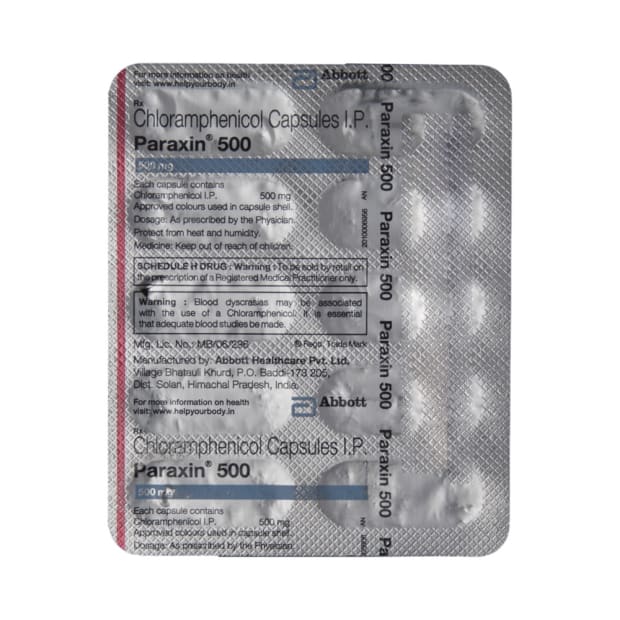 For more information on health
visit: www.helpyourbody.in
Abbott
Rx
Chloramphenicol Capsules I.P.
Paraxin® 500
500 mg
Each capsule contains
Chloramphenicol I.P. 500 mg
Approved colours used in capsule shell.
Dosage: As prescribed by the Physician.
Protect from heat and humidity.
Medicine: Keep out of reach of children.
SCHEDULE H DRUG : Warning : To be sold by retail on
the prescription of a Registered Medical Practitioner only.
Warning : Blood dyscrasias may be associated
with the use of a Chloramphenicol. It is essential
that adequate blood studies be made.
Mfg. Lic. No.: MB/06/296
® Regd. Trade Mark
Manufactured by: Abbott Healthcare Pvt. Ltd.
Village Bhatauli Khurd, P.O. Baddi-173 205,
Dist. Solan, Himachal Pradesh, India.
For more information on health
visit: www.helpyourbody.in
Abbott
Rx
Chloramphenicol Capsules I.P.
Paraxin® 500
500 mg
Each capsule contains
Chloramphenicol I.P. 500 mg
Approved colours used in capsule shell.
Dosage: As prescribed by the Physician.
00
Paraxin 500
Paraxin 500
Paraxin 500
Paraxin 500
Pa